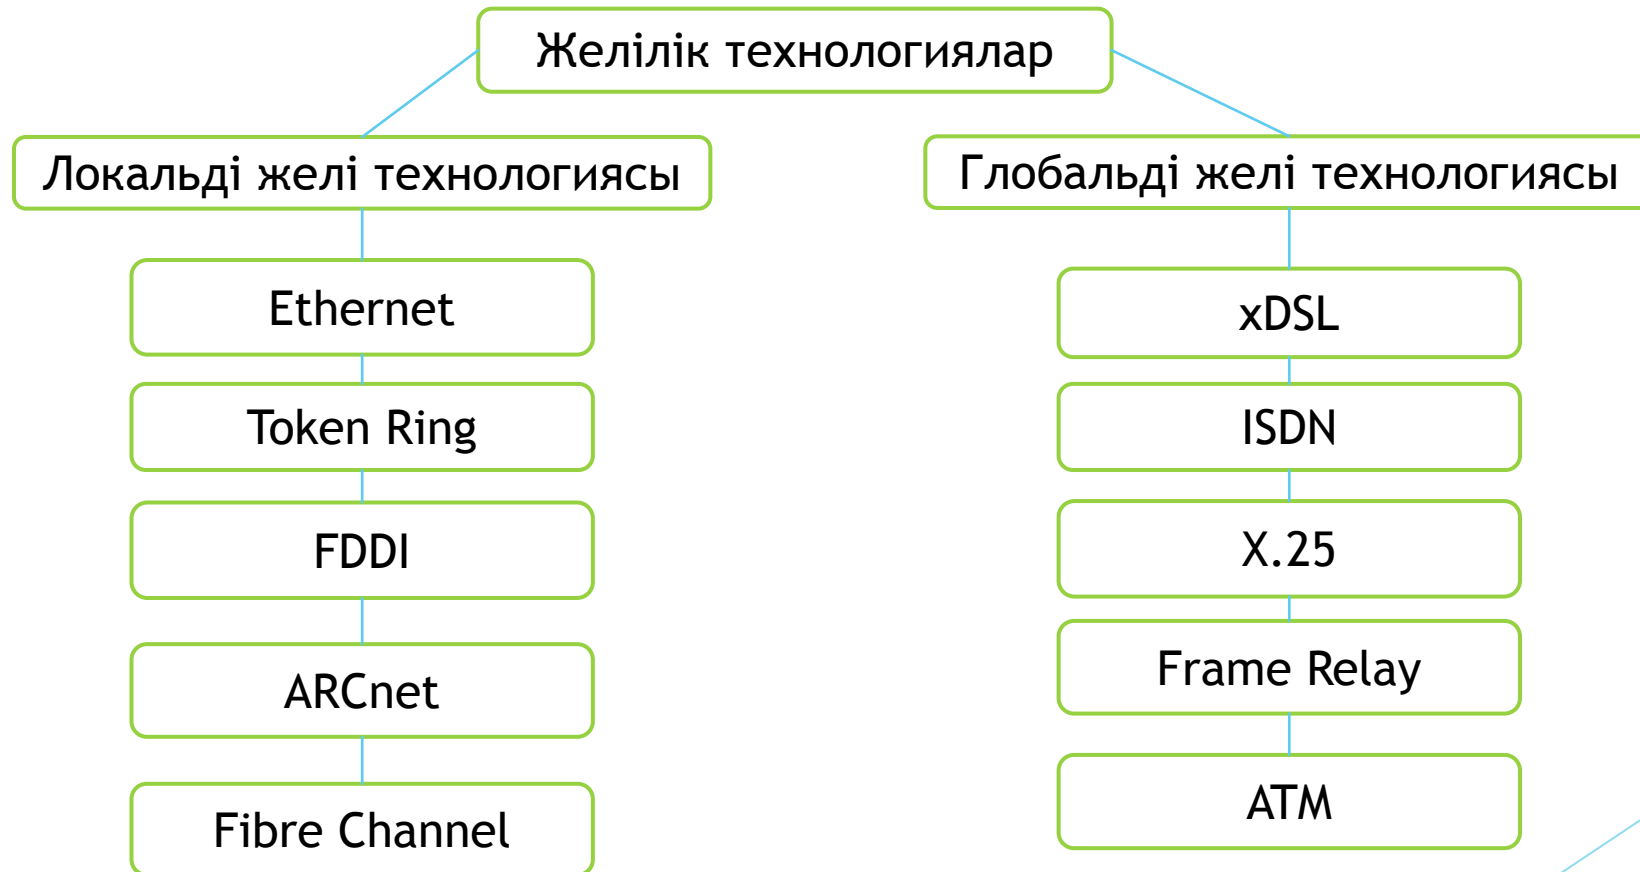 Желілік технологиялар
Локальді желі технологиясы
Глобальді желі технологиясы
Ethernet
Token Ring
FDDI
ARCnet
Fibre Channel
xDSL
ISDN
X.25
Frame Relay
ATM